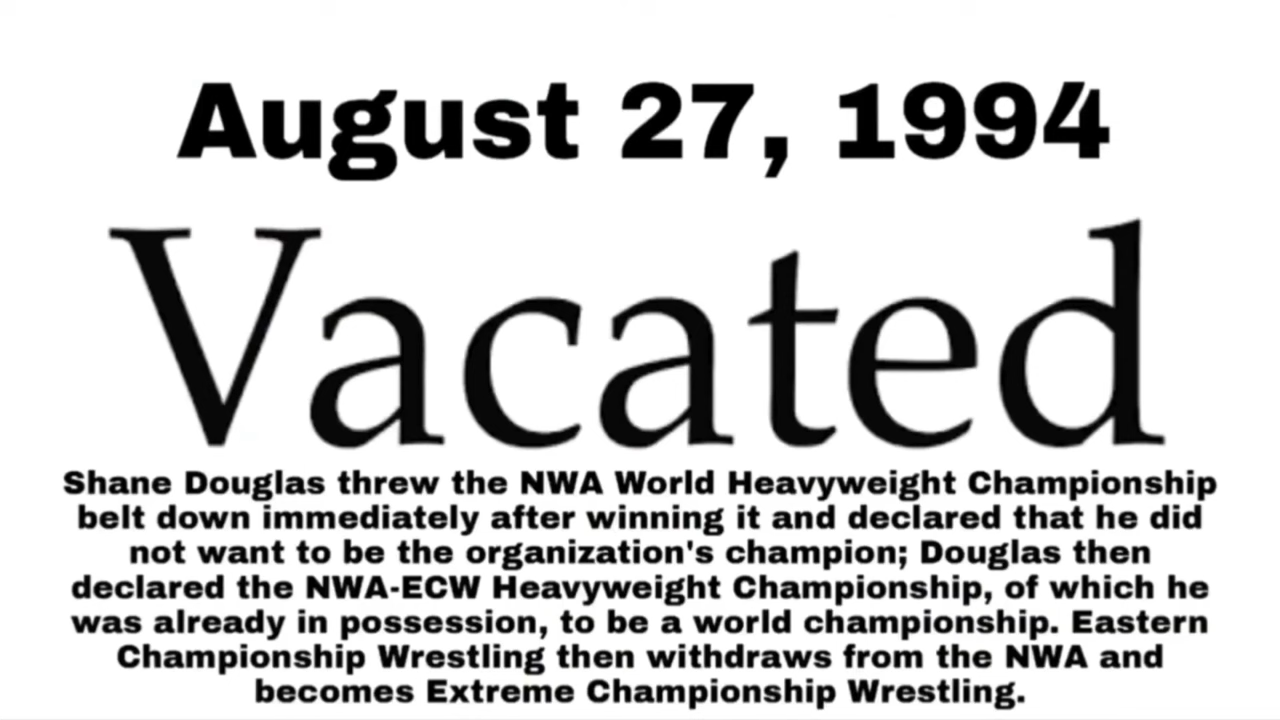 August 27, 1994
Vacated
Shane Douglas threw the NWA World Heavyweight Championship
belt down immediately after winning it and declared that he did
not want to be the organization's champion; Douglas then
declared the NWA-ECW Heavyweight Championship, of which he
was already in possession, to be a world championship. Eastern
Championship Wrestling then withdraws from the NWA and
becomes Extreme Championship Wrestling.